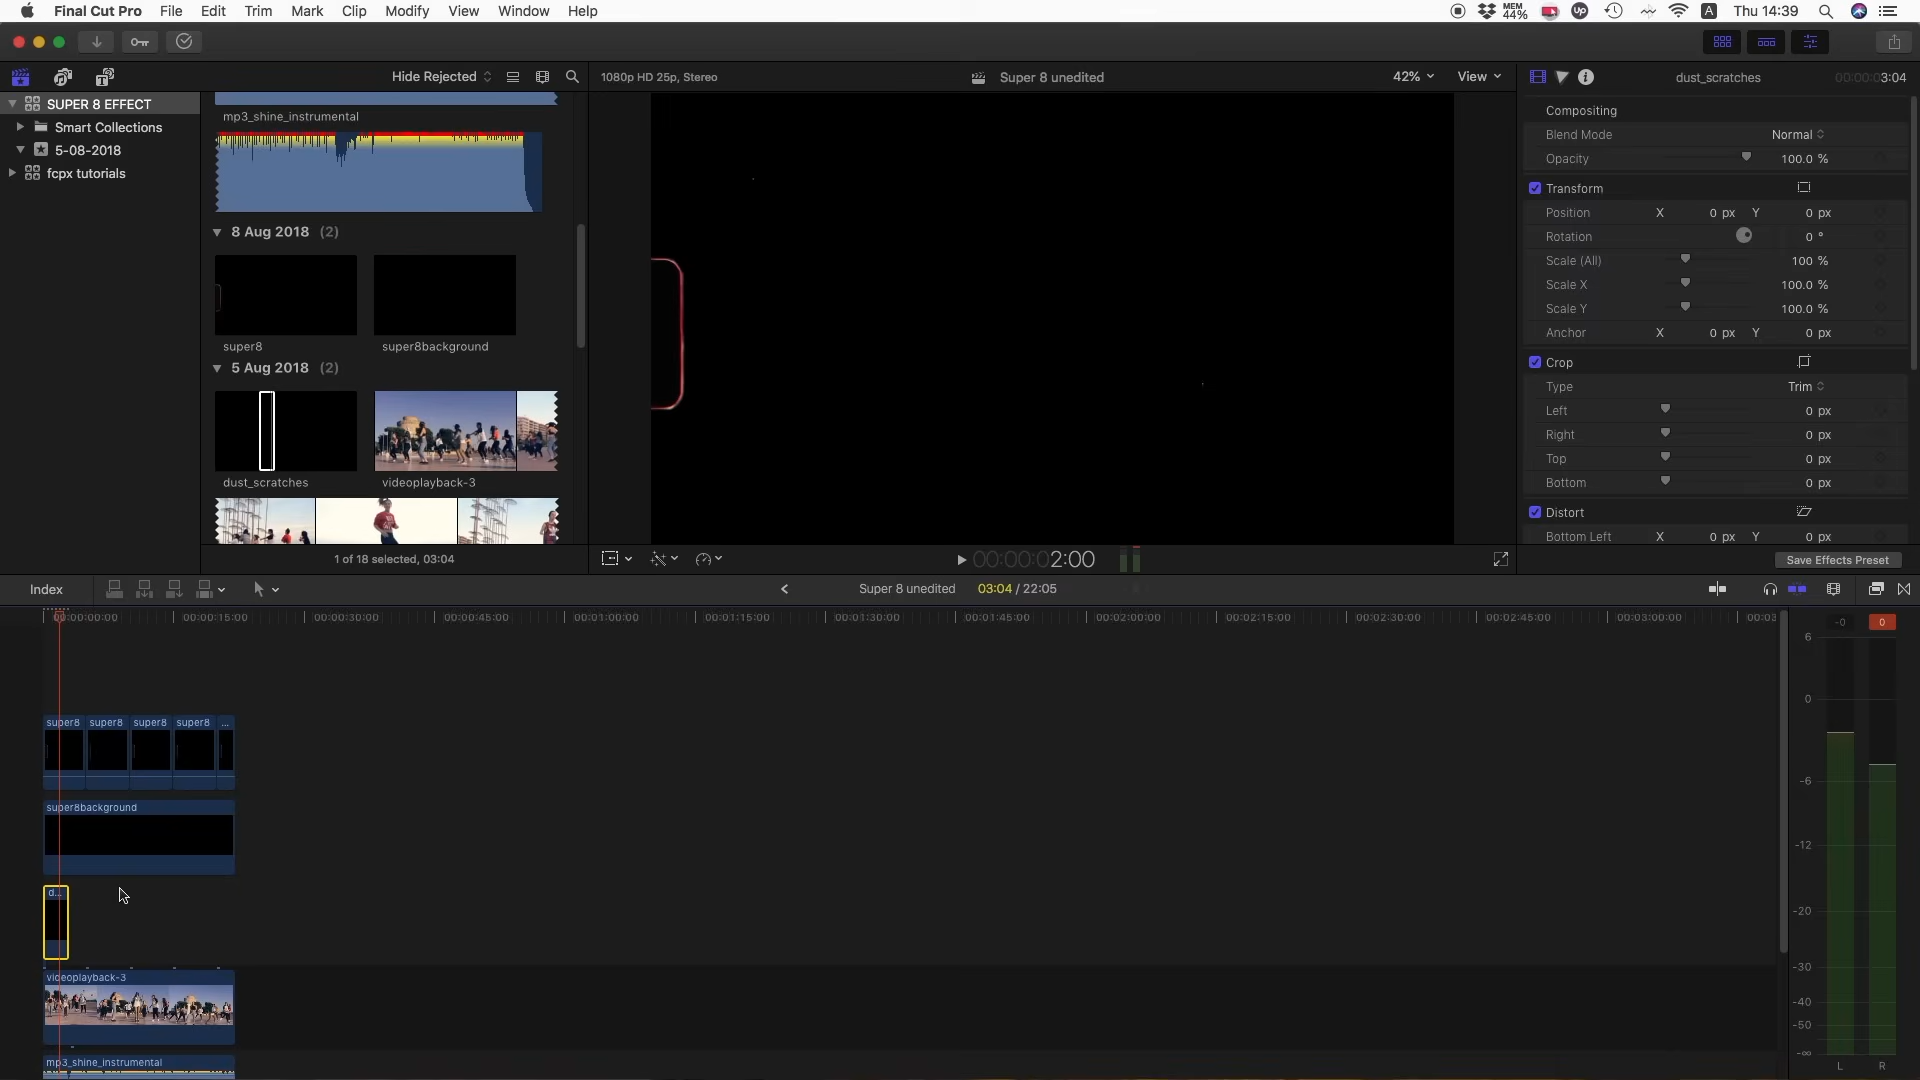 Final Cut Pro File Edit Trim Mark Clip Modify View Window Help MEM 44% Up A Thu 14:39
Hide Rejected 1080p HD 25p, Stereo Super 8 unedited 42% View dust_scratches 00:00:03:04
SUPER 8 EFFECT
Smart Collections
5-08-2018
fcpx tutorials
mp3_shine_instrumental
8 Aug 2018 (2)
super8 super8background
5 Aug 2018 (2)
dust_scratches videoplayback-3
1 of 18 selected, 03:04
00:00:00:02:00
Compositing
Blend Mode Normal
Opacity 100.0 %
Transform
Position X 0 px Y 0 px
Rotation 0 °
Scale (All) 100 %
Scale X 100.0 %
Scale Y 100.0 %
Anchor X 0 px Y 0 px
Crop
Type Trim
Left 0 px
Right 0 px
Top 0 px
Bottom 0 px
Distort
Bottom Left X 0 px Y 0 px
Save Effects Preset
Index Super 8 unedited 03:04 / 22:05
00:00:00:00 00:00:15:00 00:00:30:00 00:00:45:00 00:01:00:00 00:01:15:00 00:01:30:00 00:01:45:00 00:02:00:00 00:02:15:00 00:02:30:00 00:02:45:00 00:03:00:00 00:03
super8 super8 super8 super8 ...
super8background
d...
videoplayback-3
mp3_shine_instrumental
-0 0
6
0
-6
-12
-20
-30
-40
-50
-∞
L R